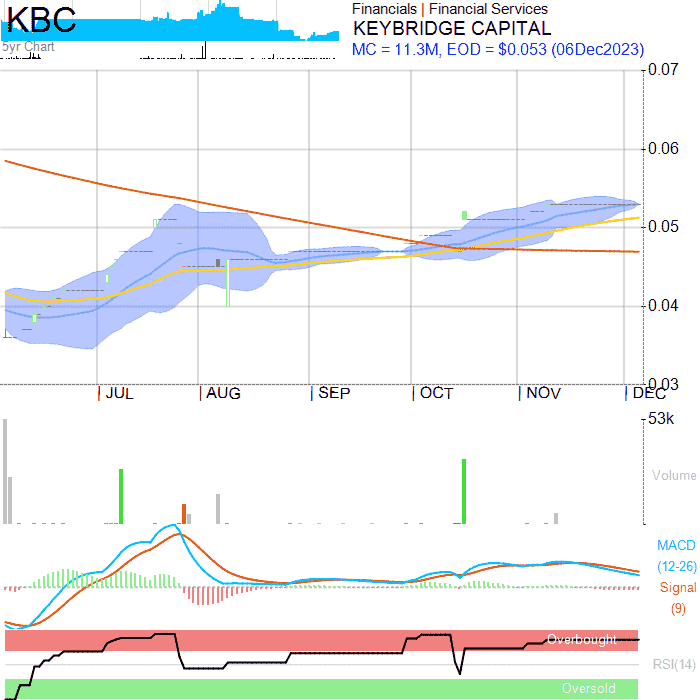 KBC
5yr Chart
Financials | Financial Services
KEYBRIDGE CAPITAL
MC = 11.3M, EOD = $0.053 (06Dec2023)
0.07
0.06
0.05
0.04
0.03
JUL
AUG
SEP
OCT
NOV
DEC
53k
Volume
MACD
(12-26)
Signal
(9)
Overbought
RSI(14)
Oversold